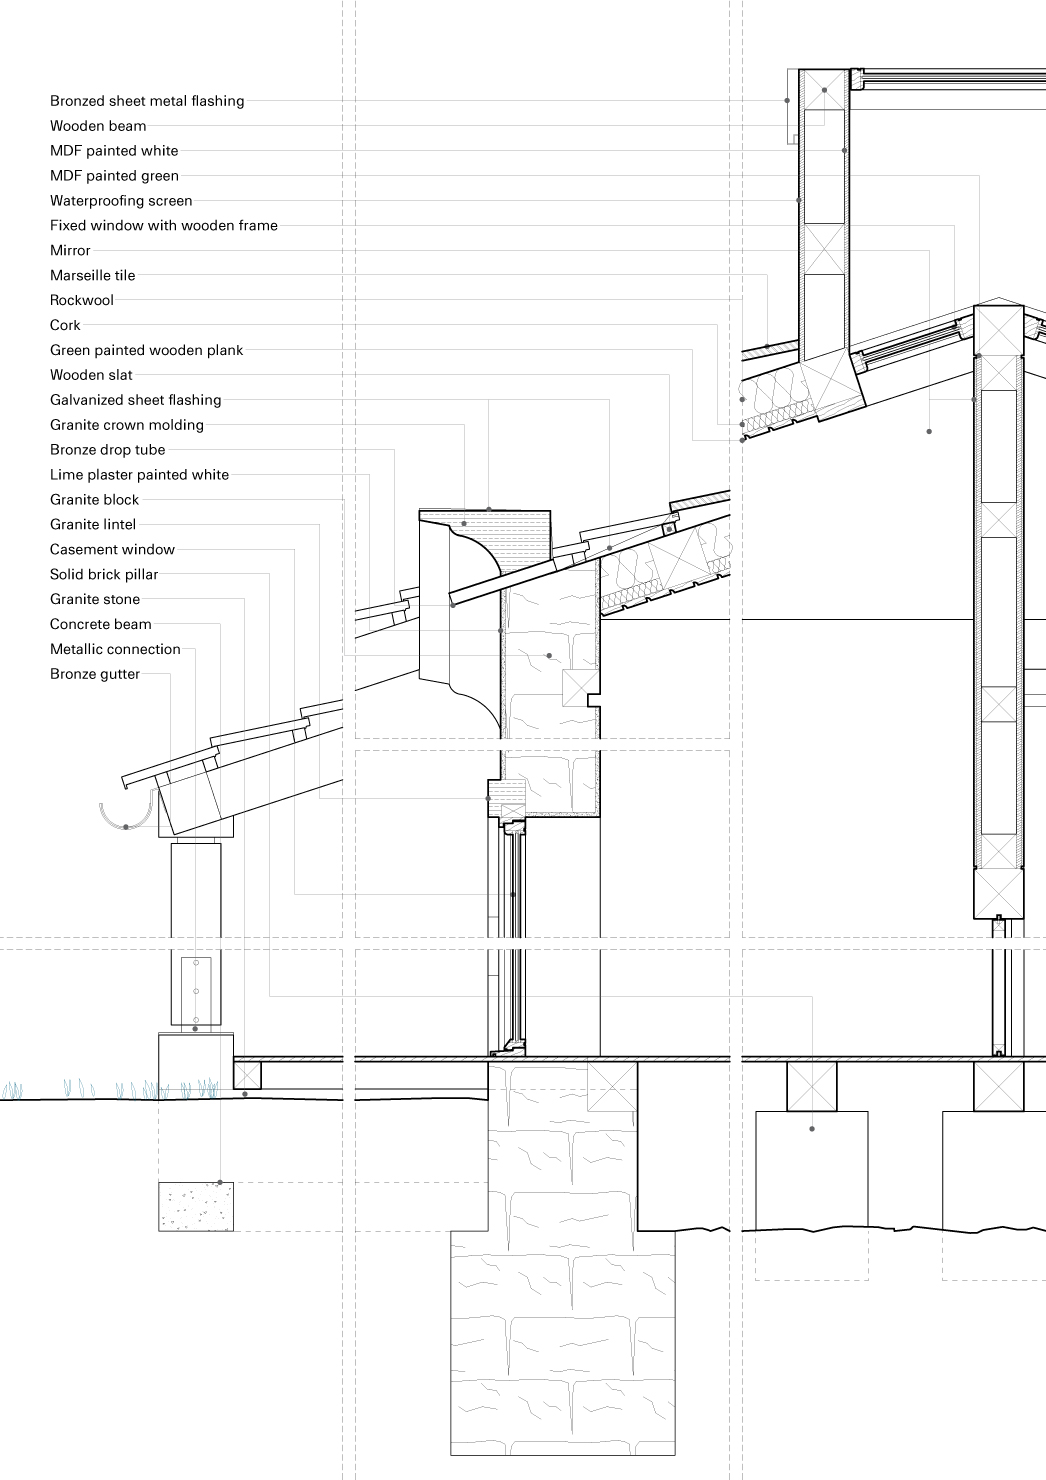 Bronzed sheet metal flashing
Wooden beam
MDF painted white
MDF painted green
Waterproofing screen
Fixed window with wooden frame
Mirror
Marseille tile
Rockwool
Cork
Green painted wooden plank
Wooden slat
Galvanized sheet flashing
Granite crown molding
Bronze drop tube
Lime plaster painted white
Granite block
Granite lintel
Casement window
Solid brick pillar
Granite stone
Concrete beam
Metallic connection
Bronze gutter